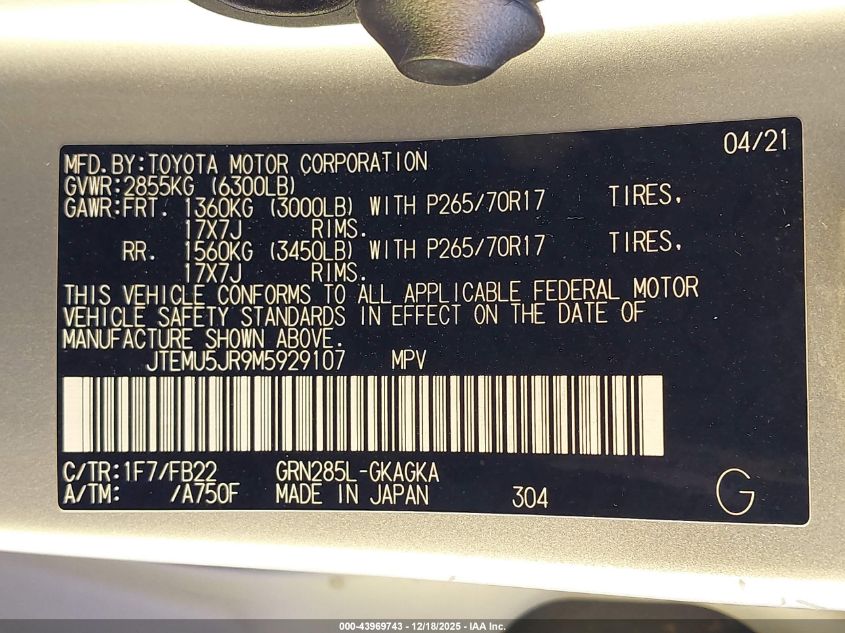 04/21
MFD.BY:TOYOTA MOTOR CORPORATION
GVWR:2855KG (6300LB)
GAWR:FRT. 1360KG (3000LB) WITH P265/70R17 TIRES,
17X7J RIMS.
RR. 1560KG (3450LB) WITH P265/70R17 TIRES,
17X7J RIMS.
THIS VEHICLE CONFORMS TO ALL APPLICABLE FEDERAL MOTOR
VEHICLE SAFETY STANDARDS IN EFFECT ON THE DATE OF
MANUFACTURE SHOWN ABOVE.
JTEMU5JR9M5929107 MPV
C/TR:1F7/FB22 GRN285L-GKAGKA
A/TM: /A750F MADE IN JAPAN 304 G
000-43969743 - 12/18/2025 - IAA Inc.